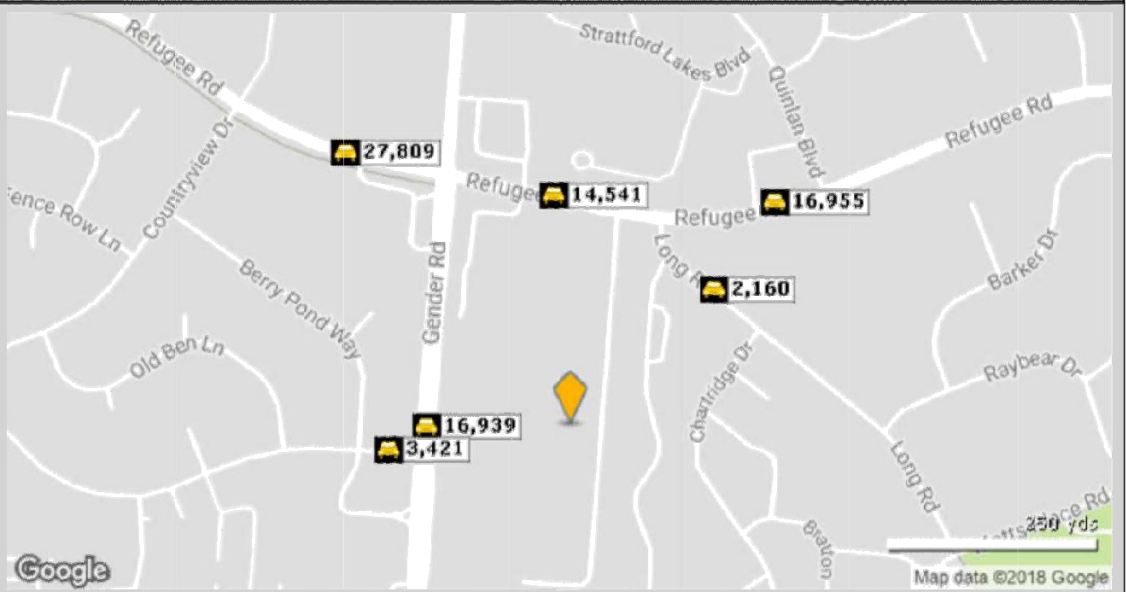 Refugee Rd
Strattford Lakes Blvd
Quinlan Blvd
Refugee Rd
27,809
Countryview Dr
Refugee
14,541
16,955
Refugee
ence Row Ln
Long R
Gender Rd
Barker Dr
Berry Pond Way
2,160
Old Ben Ln
Chartridge Dr
Raybear Dr
16,939
3,421
Long Rd
250 yds
Bratton
Google
Map data ©2018 Google